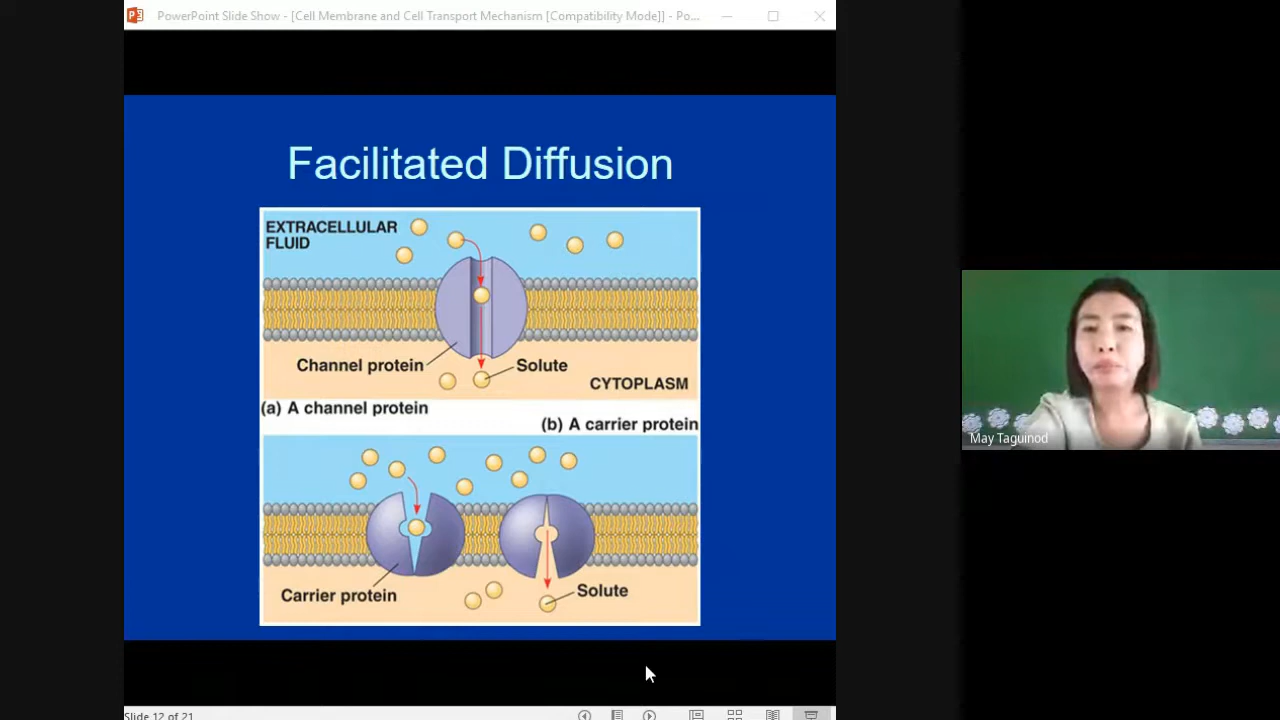 PowerPoint Slide Show - [Cell Membrane and Cell Transport Mechanism [Compatibility Mode]] - Po...
Facilitated Diffusion
EXTRACELLULAR
FLUID
Channel protein
Solute
CYTOPLASM
(a) A channel protein
(b) A carrier protein
Carrier protein
Solute
May Taguinod
Slide 12 of 21